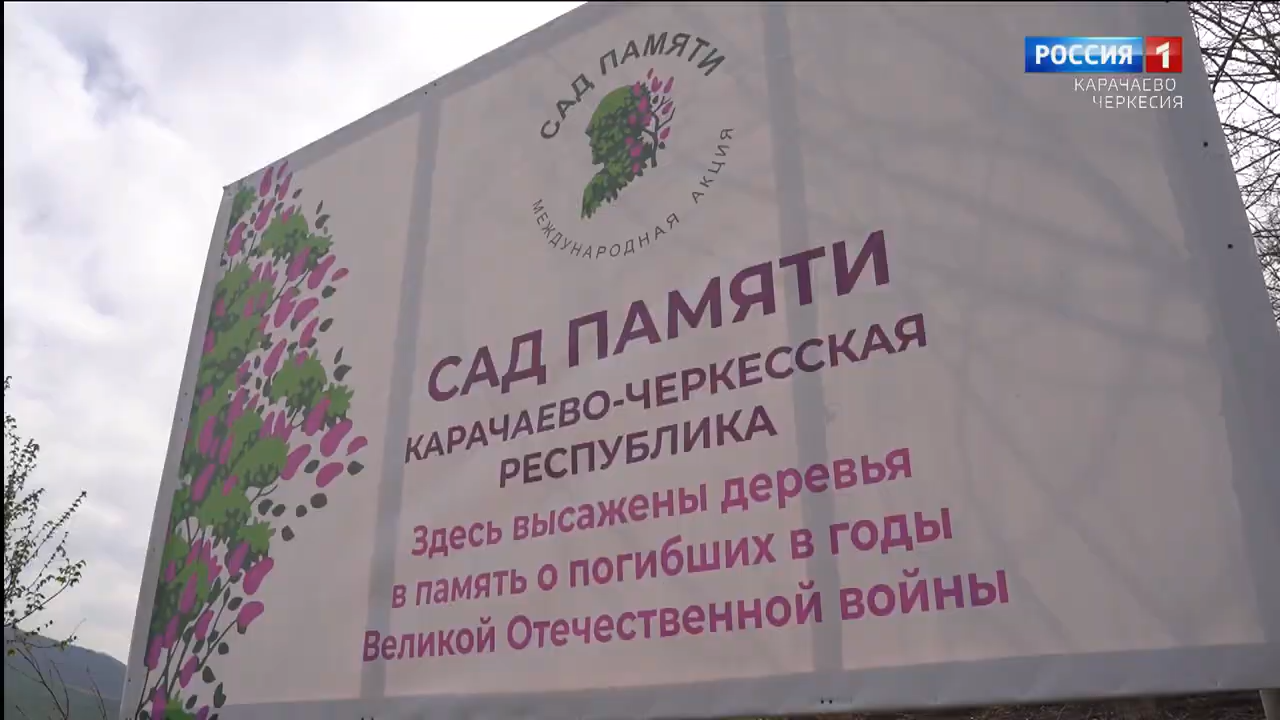 РОССИЯ 1
КАРАЧАЕВО
ЧЕРКЕСИЯ
САД ПАМЯТИ
МЕЖДУНАРОДНАЯ АКЦИЯ
САД ПАМЯТИ
КАРАЧАЕВО-ЧЕРКЕССКАЯ
РЕСПУБЛИКА
Здесь высажены деревья
в память о погибших в годы
Великой Отечественной войны